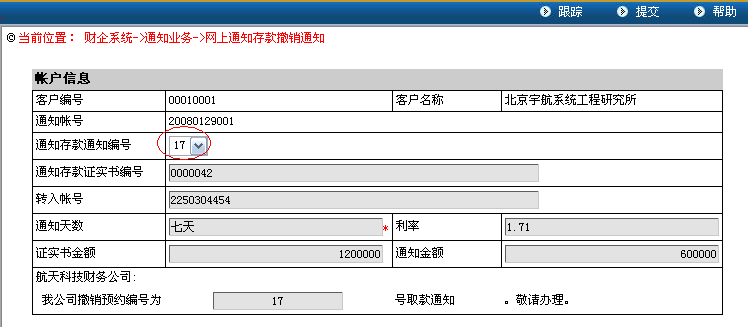 跟踪 提交 帮助
当前位置： 财企系统->通知业务->网上通知存款撤销通知
帐户信息
客户编号 00010001 客户名称 北京宇航系统工程研究所
通知帐号 20080129001
通知存款通知编号 17
通知存款证实书编号 0000042
转入帐号 2250304454
通知天数 七天 * 利率 1.71
证实书金额 1200000 通知金额 600000
航天科技财务公司:
我公司撤销预约编号为 17 号取款通知 。敬请办理。